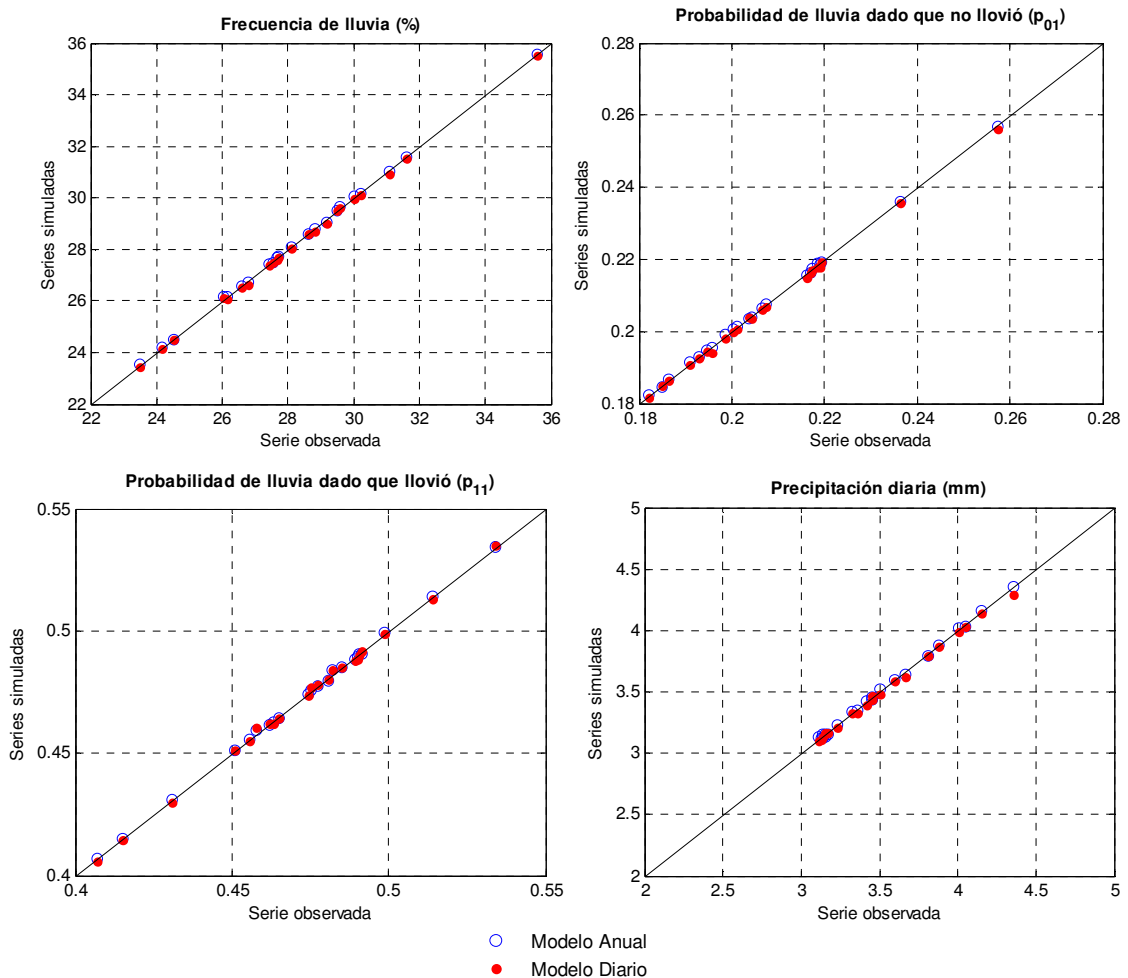 Frecuencia de lluvia (%)
36
34
32
30
28
26
24
22
Series simuladas
22 24 26 28 30 32 34 36
Serie observada
Probabilidad de lluvia dado que no llovió (p01)
0.28
0.26
0.24
0.22
0.2
0.18
Series simuladas
0.18 0.2 0.22 0.24 0.26 0.28
Serie observada
Probabilidad de lluvia dado que llovió (p11)
0.55
0.5
0.45
0.4
Series simuladas
0.4 0.45 0.5 0.55
Serie observada
Precipitación diaria (mm)
5
4.5
4
3.5
3
2.5
2
Series simuladas
2 2.5 3 3.5 4 4.5 5
Serie observada
Modelo Anual
Modelo Diario